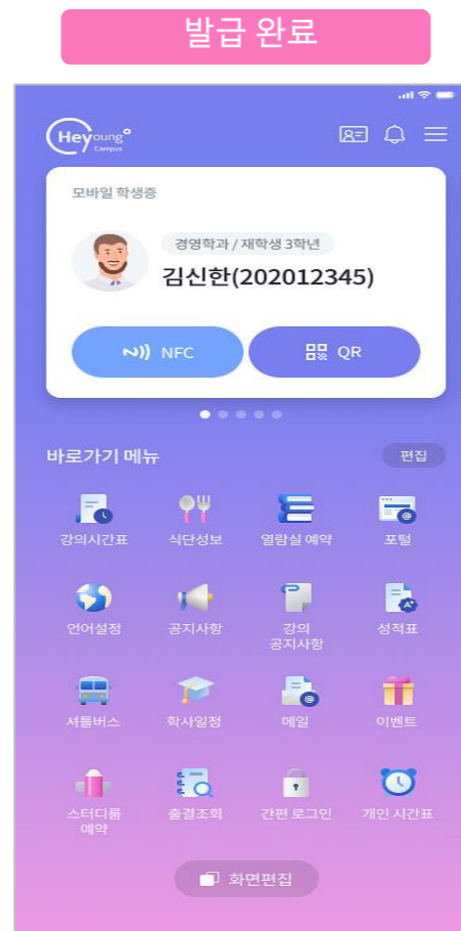 발급 완료
Heyoung
Campus
모바일 학생증
경영학과 / 재학생 3학년
김신한(202012345)
NFC
QR
바로가기 메뉴
편집
강의시간표
식단정보
열람실 예약
포털
언어설정
공지사항
강의
공지사항
성적표
셔틀버스
학사일정
메일
이벤트
스터디룸
예약
출결조회
간편 로그인
개인 시간표
화면편집